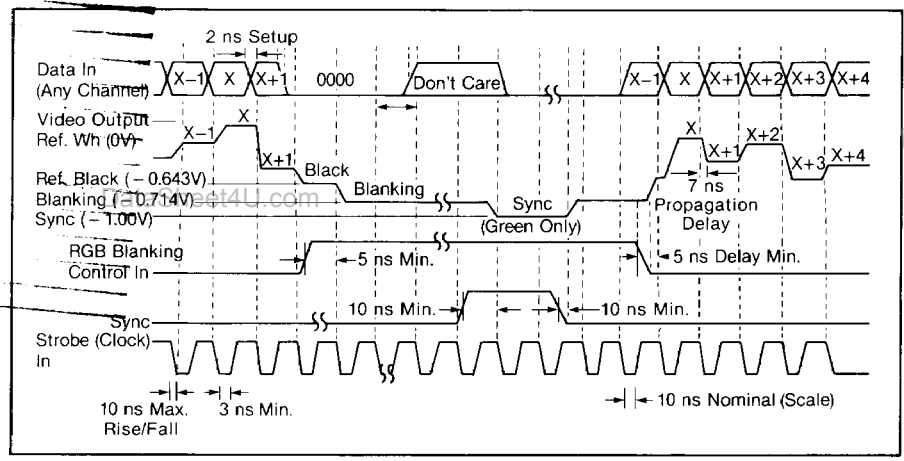 2 ns Setup
Data In
(Any Channel)
X-1 X X+1 0000 Don't Care X-1 X X+1 X+2 X+3 X+4
Video Output
Ref. Wh (0V)
X-1 X X+1 Black Blanking
X X+1 X+2 X+3 X+4
Ref. Black (-0.643V)
Blanking (-0.714V)
Sync (-1.00V)
DataSheet4U.com
Sync
(Green Only)
7 ns
Propagation
Delay
RGB Blanking
Control In
5 ns Min.
5 ns Delay Min.
10 ns Min.
10 ns Min.
Sync
Strobe (Clock)
In
10 ns Max.
Rise/Fall
3 ns Min.
10 ns Nominal (Scale)